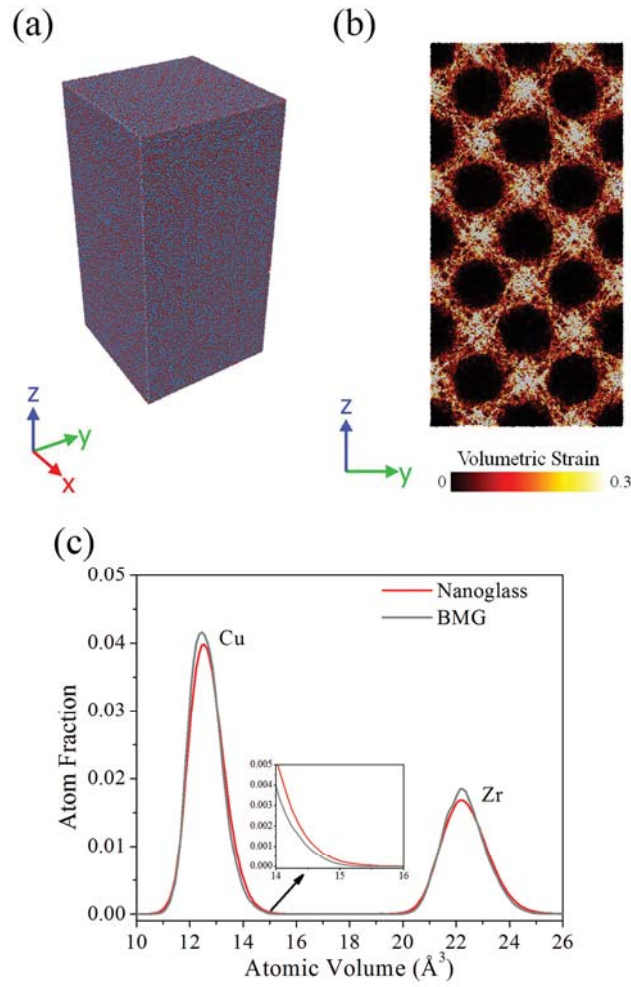 (a)
(b)
z
y
x
z
y
Volumetric Strain
0
0.3
(c)
0.05
0.04
0.03
0.02
0.01
0.00
Atom Fraction
Nanoglass
BMG
Cu
Zr
0.005
0.004
0.003
0.002
0.001
0.000
14 15 16
10 12 14 16 18 20 22 24 26
Atomic Volume (Å³)